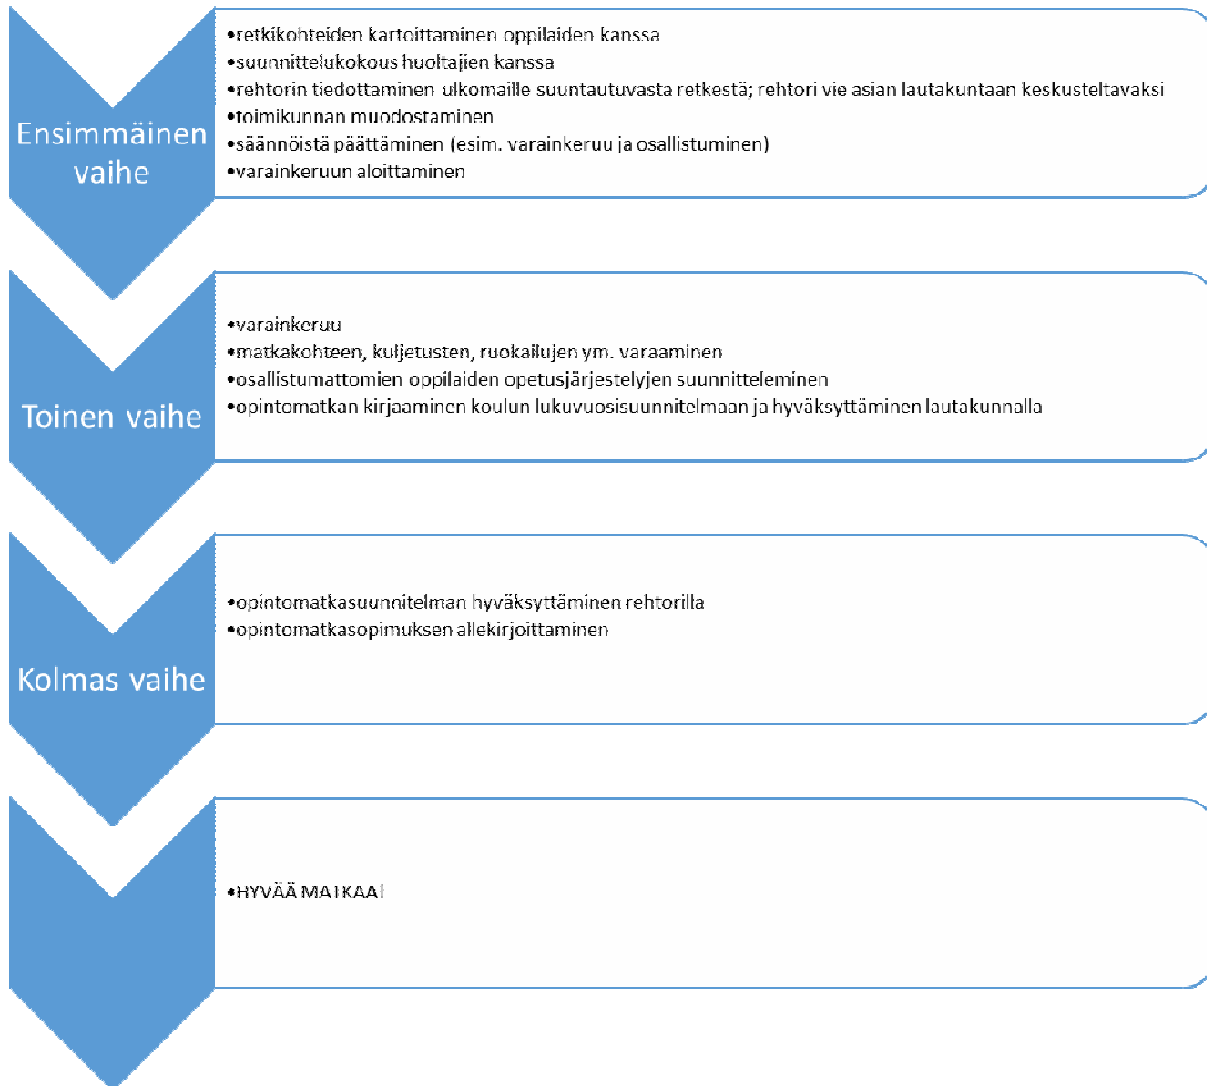 Ensimmäinen
vaihe
•retkikohteiden kartoittaminen oppilaiden kanssa
•suunnittelukokous huoltajien kanssa
•rehtorin tiedottaminen ulkomaille suuntautuvasta retkestä; rehtori vie asian lautakuntaan keskusteltavaksi
•toimikunnan muodostaminen
•säännöistä päättäminen (esim. varainkeruu ja osallistuminen)
•varainkeruun aloittaminen
Toinen vaihe
•varainkeruu
•matkakohteen, kuljetusten, ruokailujen ym. varaaminen
•osallistumattomien oppilaiden opetusjärjestelyjen suunnitteleminen
•opintomatkan kirjaaminen koulun lukuvuosisuunnitelmaan ja hyväksyttäminen lautakunnalla
Kolmas vaihe
•opintomatkasuunnitelman hyväksyttäminen rehtorilla
•opintomatkasopimuksen allekirjoittaminen
•HYVÄÄ MATKAA!